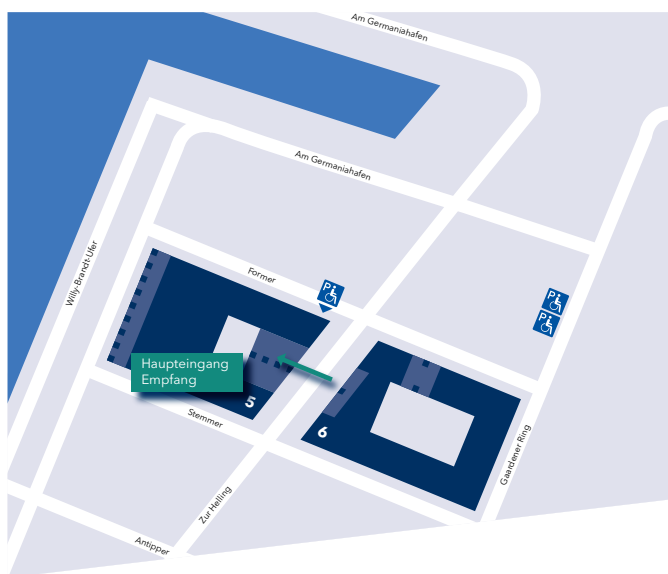 Am Germaniahafen
Am Germaniahafen
Willy-Brandt-Ufer
Former
P
P
P
Haupteingang
Empfang
5
6
Stemmer
Gaardener Ring
Zur Helling
Antipper